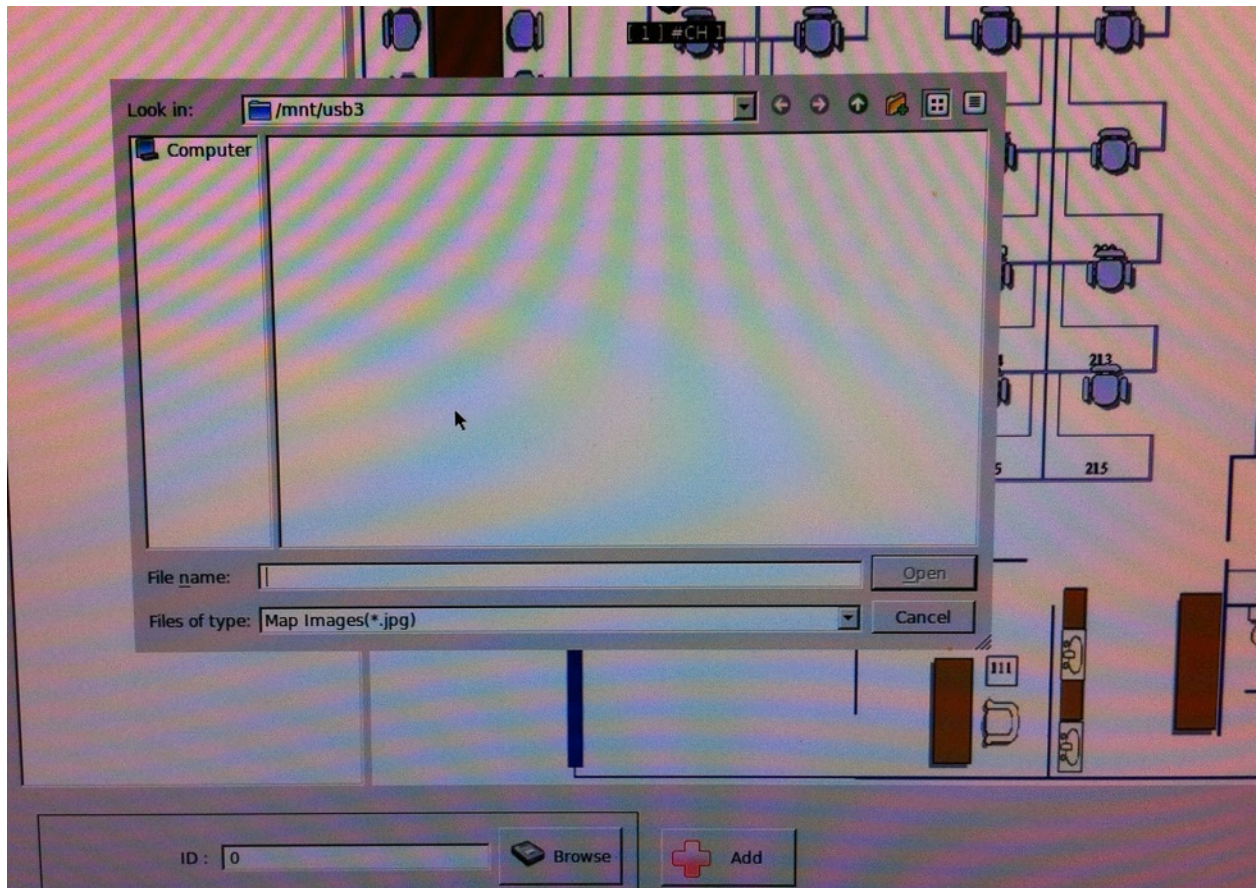 [ 1 ] #CH 1
Look in:
/mnt/usb3
Computer
213
5
215
File name:
Open
Files of type:
Map Images(*.jpg)
Cancel
111
ID :
0
Browse
Add